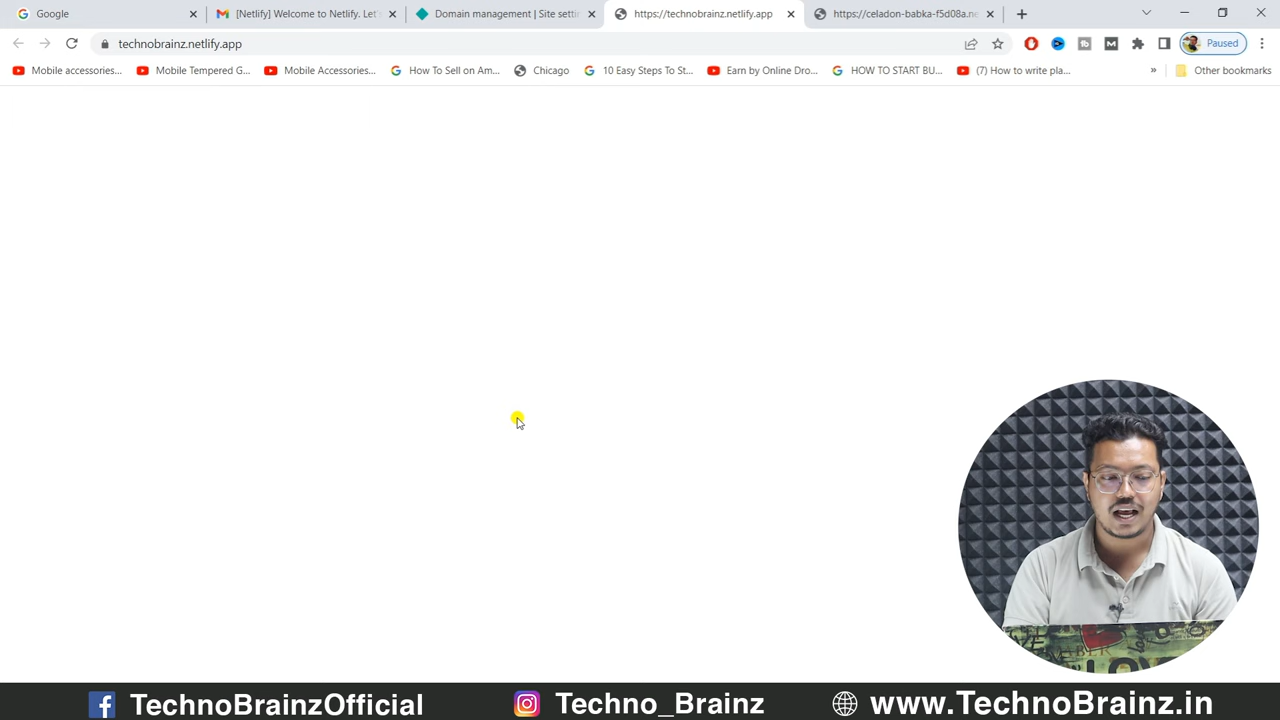 Google
[Netlify] Welcome to Netlify. Let'
Domain management | Site settin
https://technobrainz.netlify.app
https://celadon-babka-f5d08a.ne
technobrainz.netlify.app
Paused
Mobile accessories...
Mobile Tempered G...
Mobile Accessories...
How To Sell on Am...
Chicago
10 Easy Steps To St...
Earn by Online Dro...
HOW TO START BU...
(7) How to write pla...
»
Other bookmarks
TechnoBrainzOfficial
Techno_Brainz
www.TechnoBrainz.in